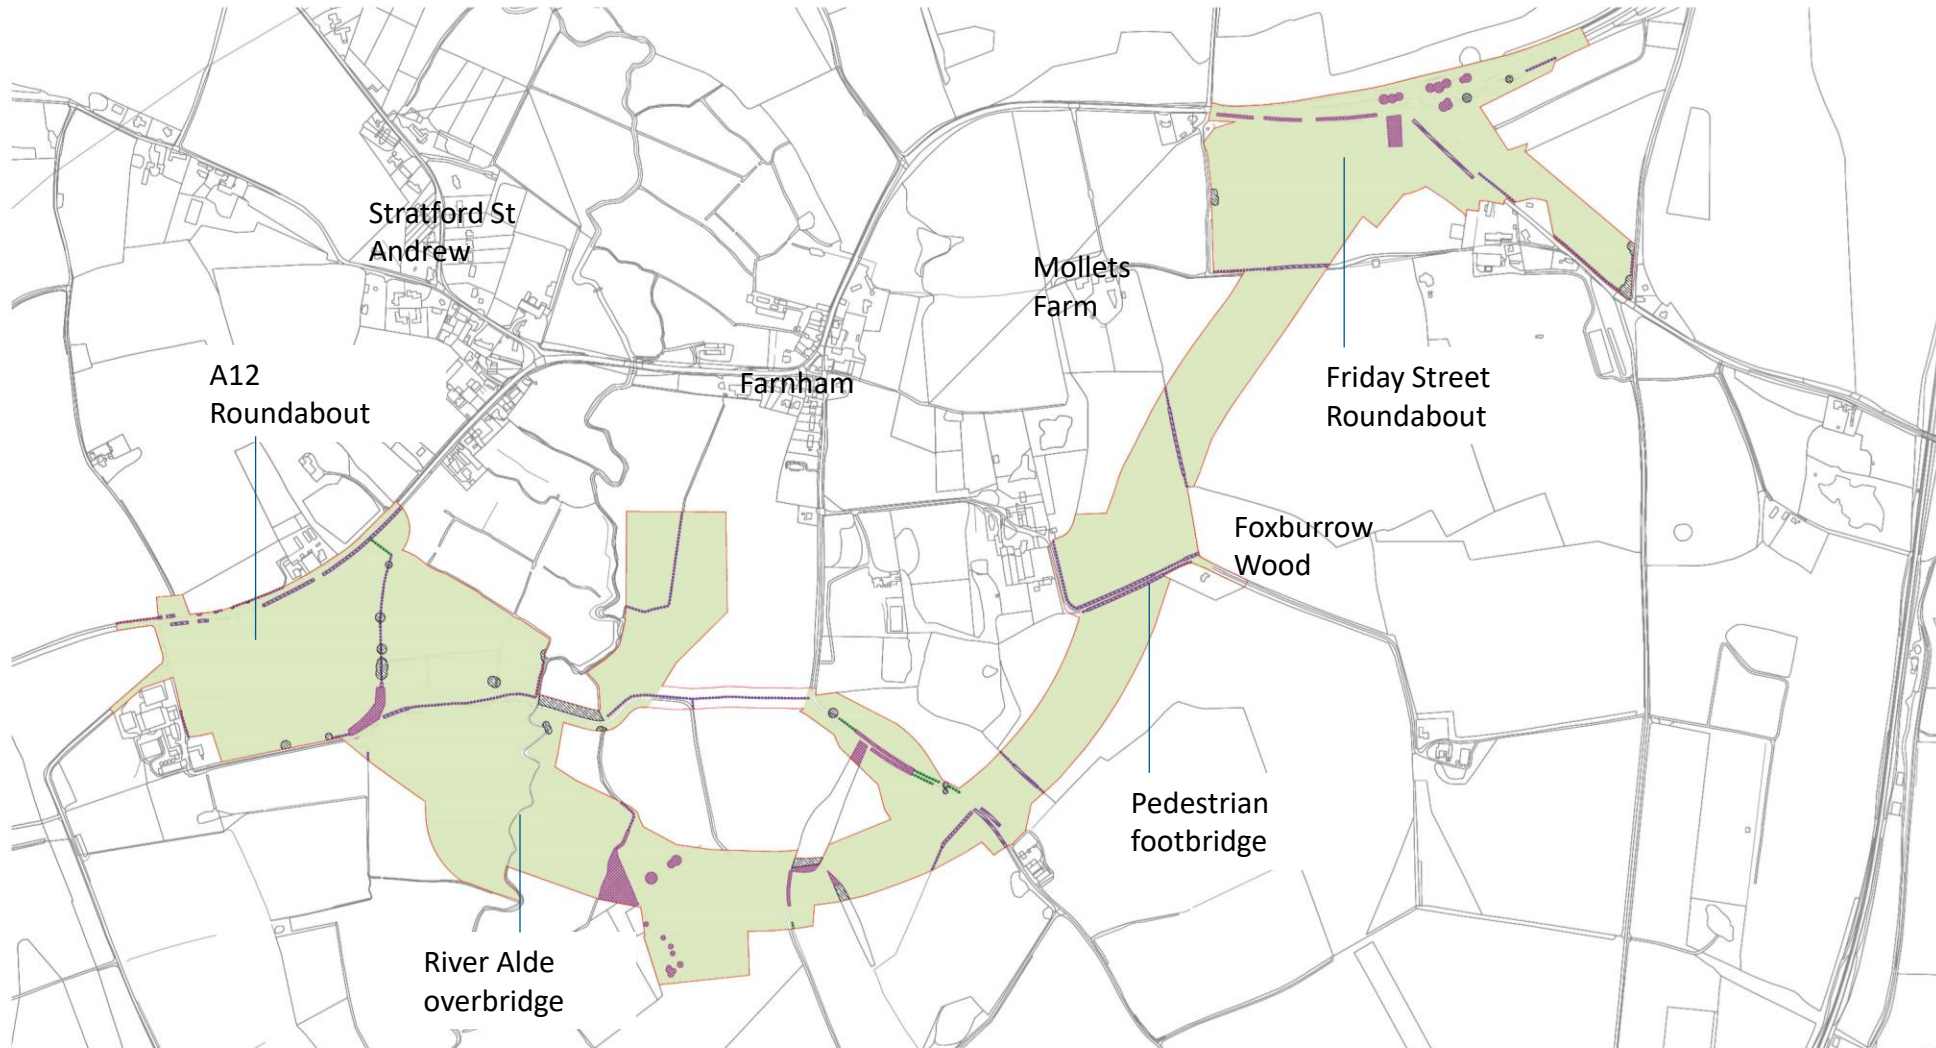 Stratford St
Andrew
Mollets
Farm
A12
Roundabout
Farnham
Friday Street
Roundabout
Foxburrow
Wood
Pedestrian
footbridge
River Alde
overbridge